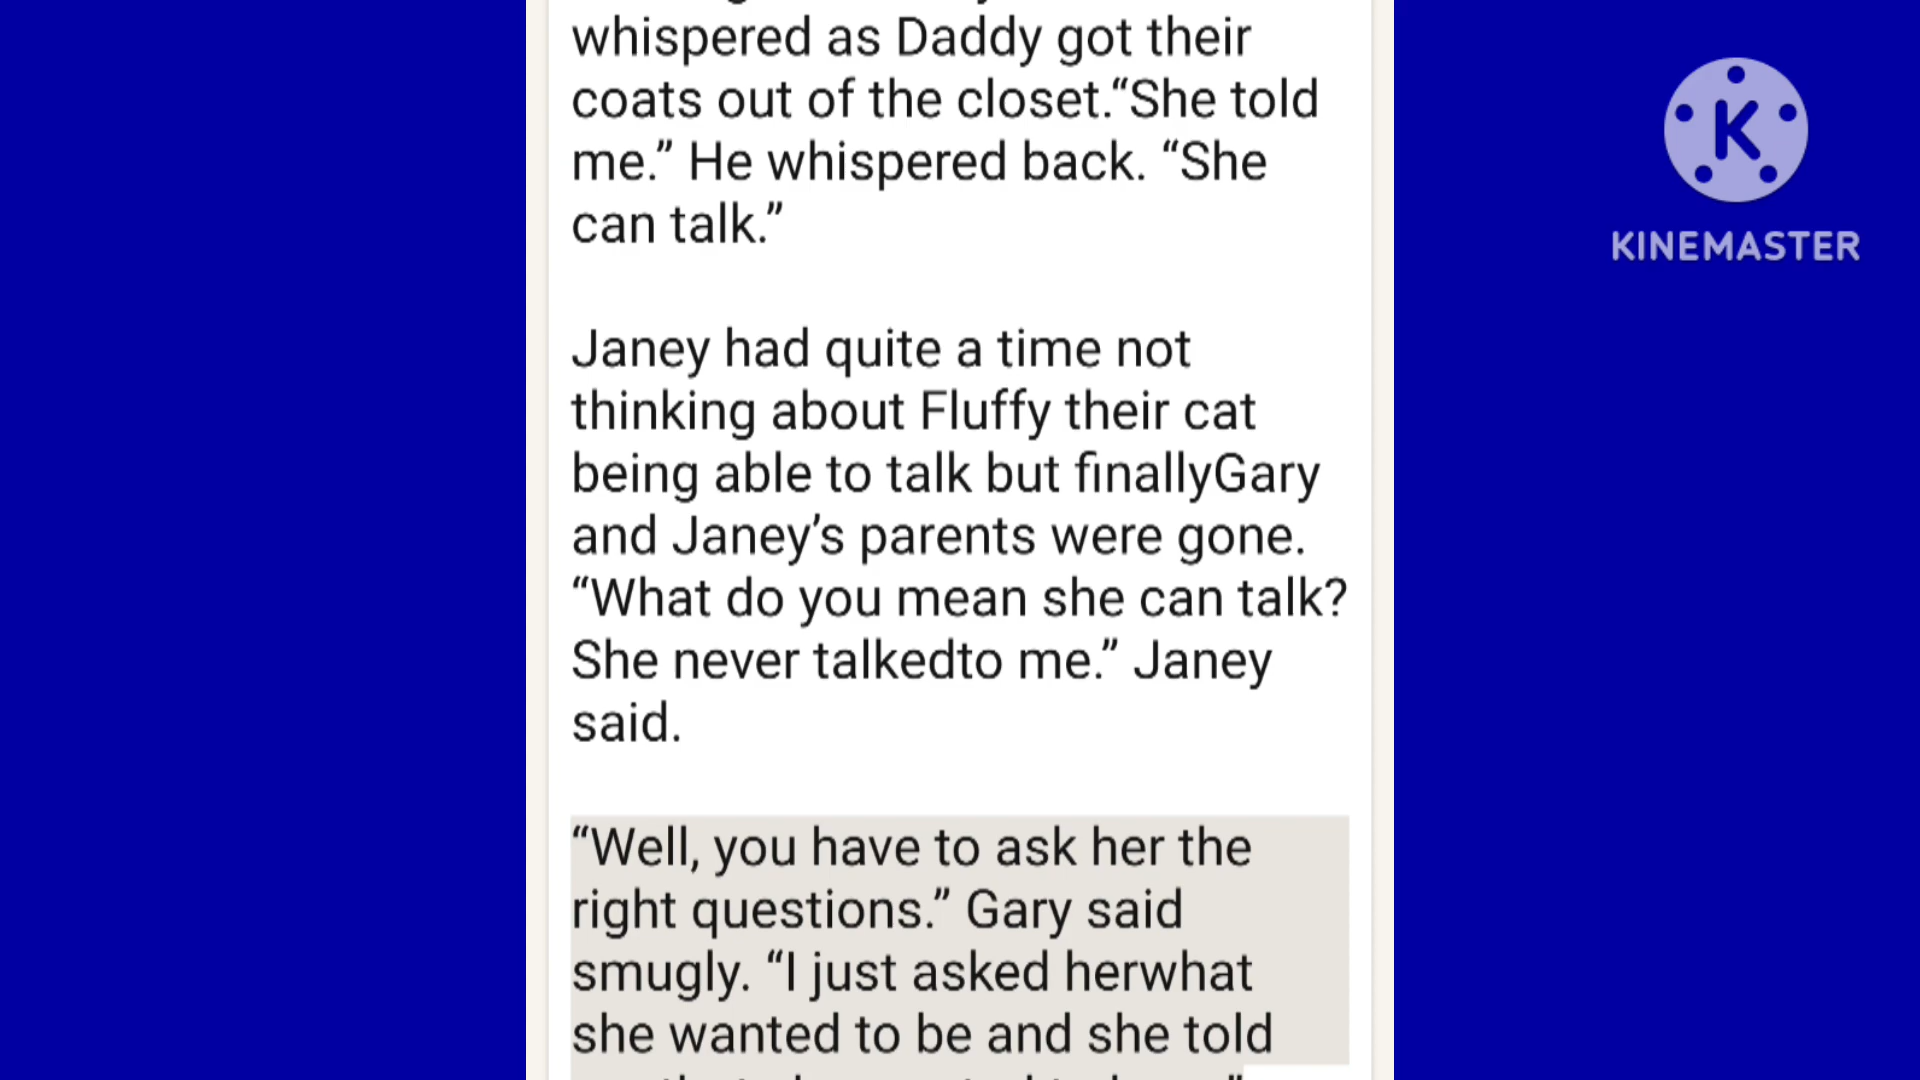 whispered as Daddy got their
coats out of the closet.“She told
me.” He whispered back. “She
can talk.”
Janey had quite a time not
thinking about Fluffy their cat
being able to talk but finallyGary
and Janey’s parents were gone.
“What do you mean she can talk?
She never talkedto me.” Janey
said.
“Well, you have to ask her the
right questions.” Gary said
smugly. “I just asked herwhat
she wanted to be and she told
K
KINEMASTER